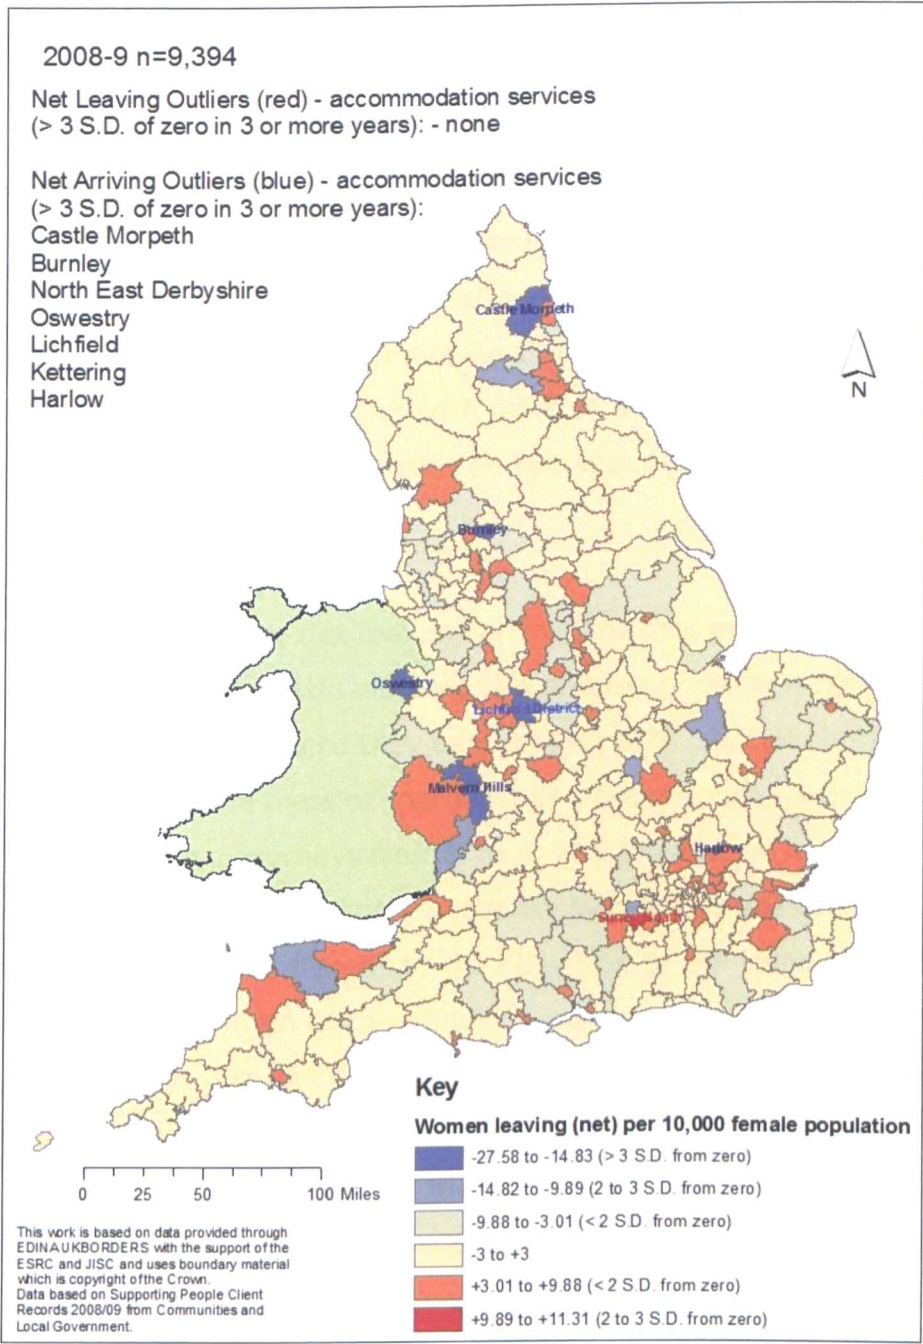 2008-9 n=9,394
Net Leaving Outliers (red) - accommodation services
(> 3 S.D. of zero in 3 or more years): - none
Net Arriving Outliers (blue) - accommodation services
(> 3 S.D. of zero in 3 or more years):
Castle Morpeth
Burnley
North East Derbyshire
Oswestry
Lichfield
Kettering
Harlow
Castle Morpeth
N
Burnley
Oswestry
Lichfield District
Malvern Hills
Harlow
Surrey Heath
Key
Women leaving (net) per 10,000 female population
-27.58 to -14.83 (> 3 S.D. from zero)
-14.82 to -9.89 (2 to 3 S.D. from zero)
-9.88 to -3.01 (< 2 S.D. from zero)
-3 to +3
+3.01 to +9.88 (< 2 S.D. from zero)
+9.89 to +11.31 (2 to 3 S.D. from zero)
0 25 50 100 Miles
This work is based on data provided through
EDINAUKBORDERS with the support of the
ESRC and JISC and uses boundary material
which is copyright of the Crown.
Data based on Supporting People Client
Records 2008/09 from Communities and
Local Government.